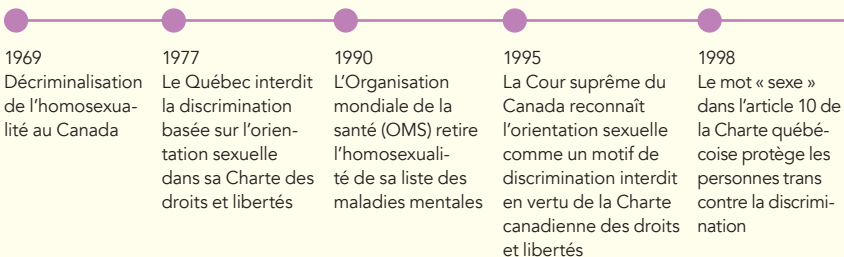 1969
Décriminalisation
de l’homosexua-
lité au Canada
1977
Le Québec interdit
la discrimination
basée sur l’orien-
tation sexuelle
dans sa Charte des
droits et libertés
1990
L’Organisation
mondiale de la
santé (OMS) retire
l’homosexuali-
té de sa liste des
maladies mentales
1995
La Cour suprême du
Canada reconnaît
l’orientation sexuelle
comme un motif de
discrimination interdit
en vertu de la Charte
canadienne des droits
et libertés
1998
Le mot « sexe »
dans l’article 10 de
la Charte québé-
coise protège les
personnes trans
contre la discrimi-
nation